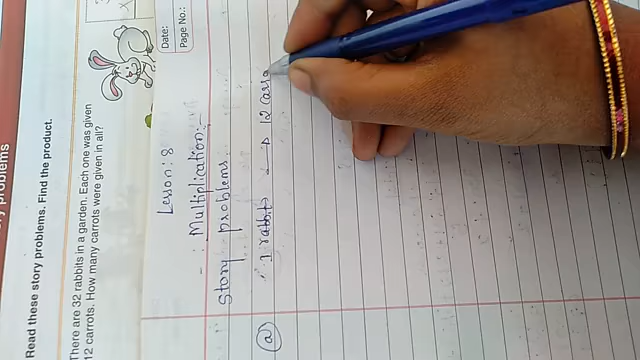 Read these story problems. Find the product.
There are 32 rabbits in a garden. Each one was given
12 carrots. How many carrots were given in all?
Date:
Page No.:
Lesson: 8
Multiplication:-
Story problems
a 1 rabbit → 12 carro